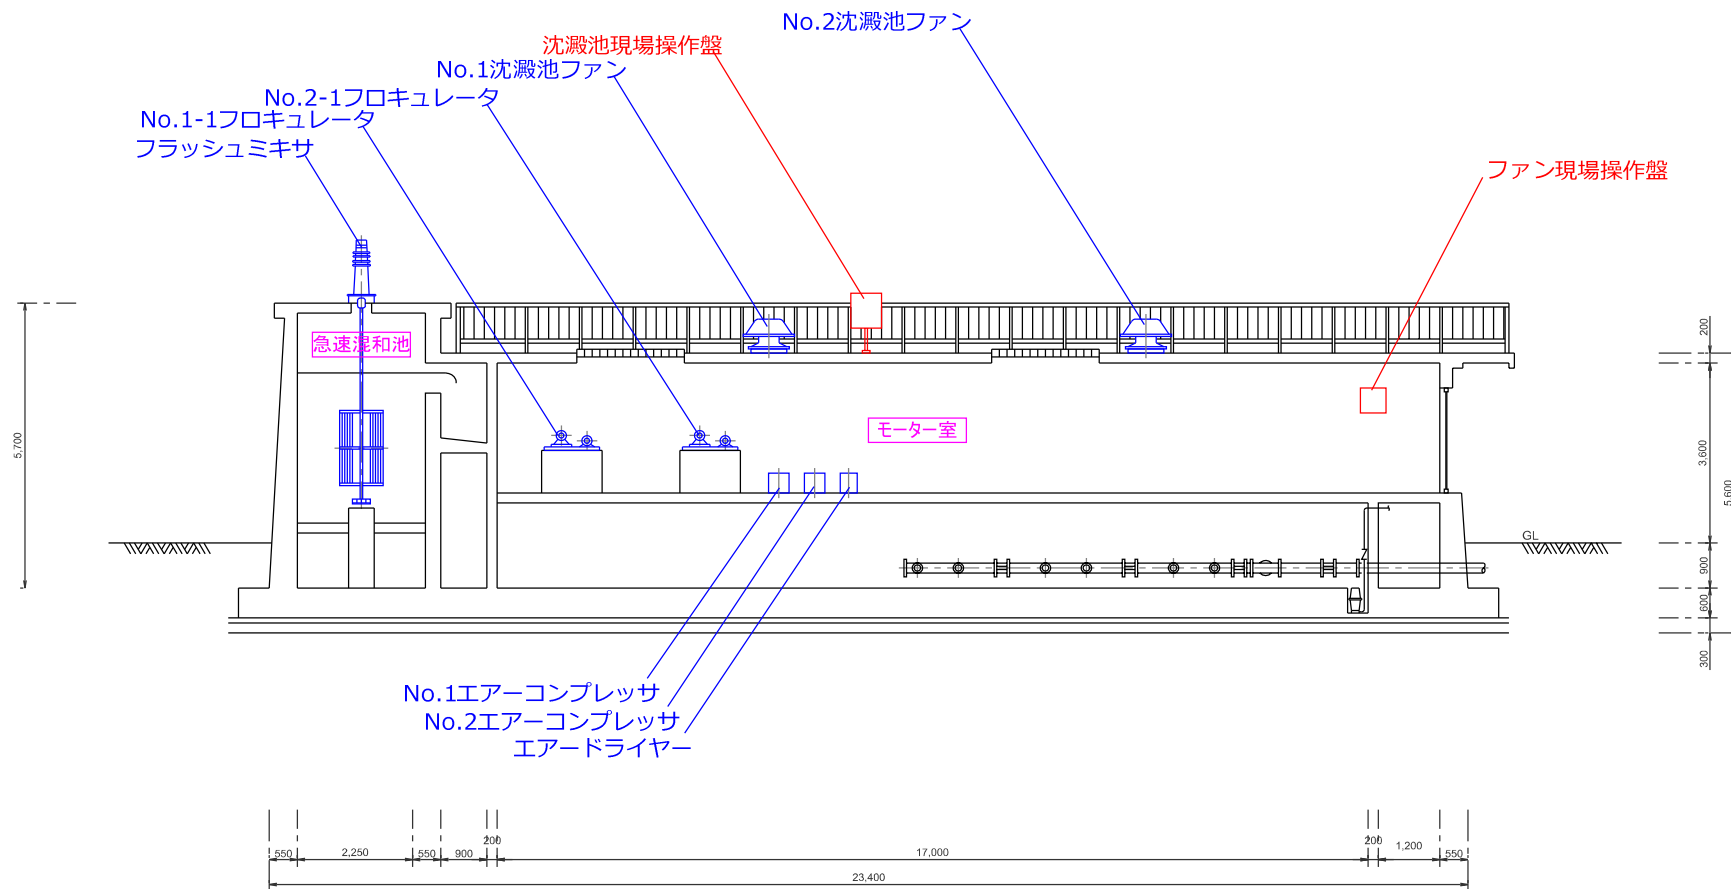 No.2沈澱池ファン
沈澱池現場操作盤
No.1沈澱池ファン
No.2-1フロキュレータ
No.1-1フロキュレータ
フラッシュミキサ
ファン現場操作盤
急速混和池
モーター室
GL
5,700
200
3,600
5,600
900
600
300
No.1エアーコンプレッサ
No.2エアーコンプレッサ
エアードライヤー
550
2,250
550
900
200
17,000
200
1,200
550
23,400